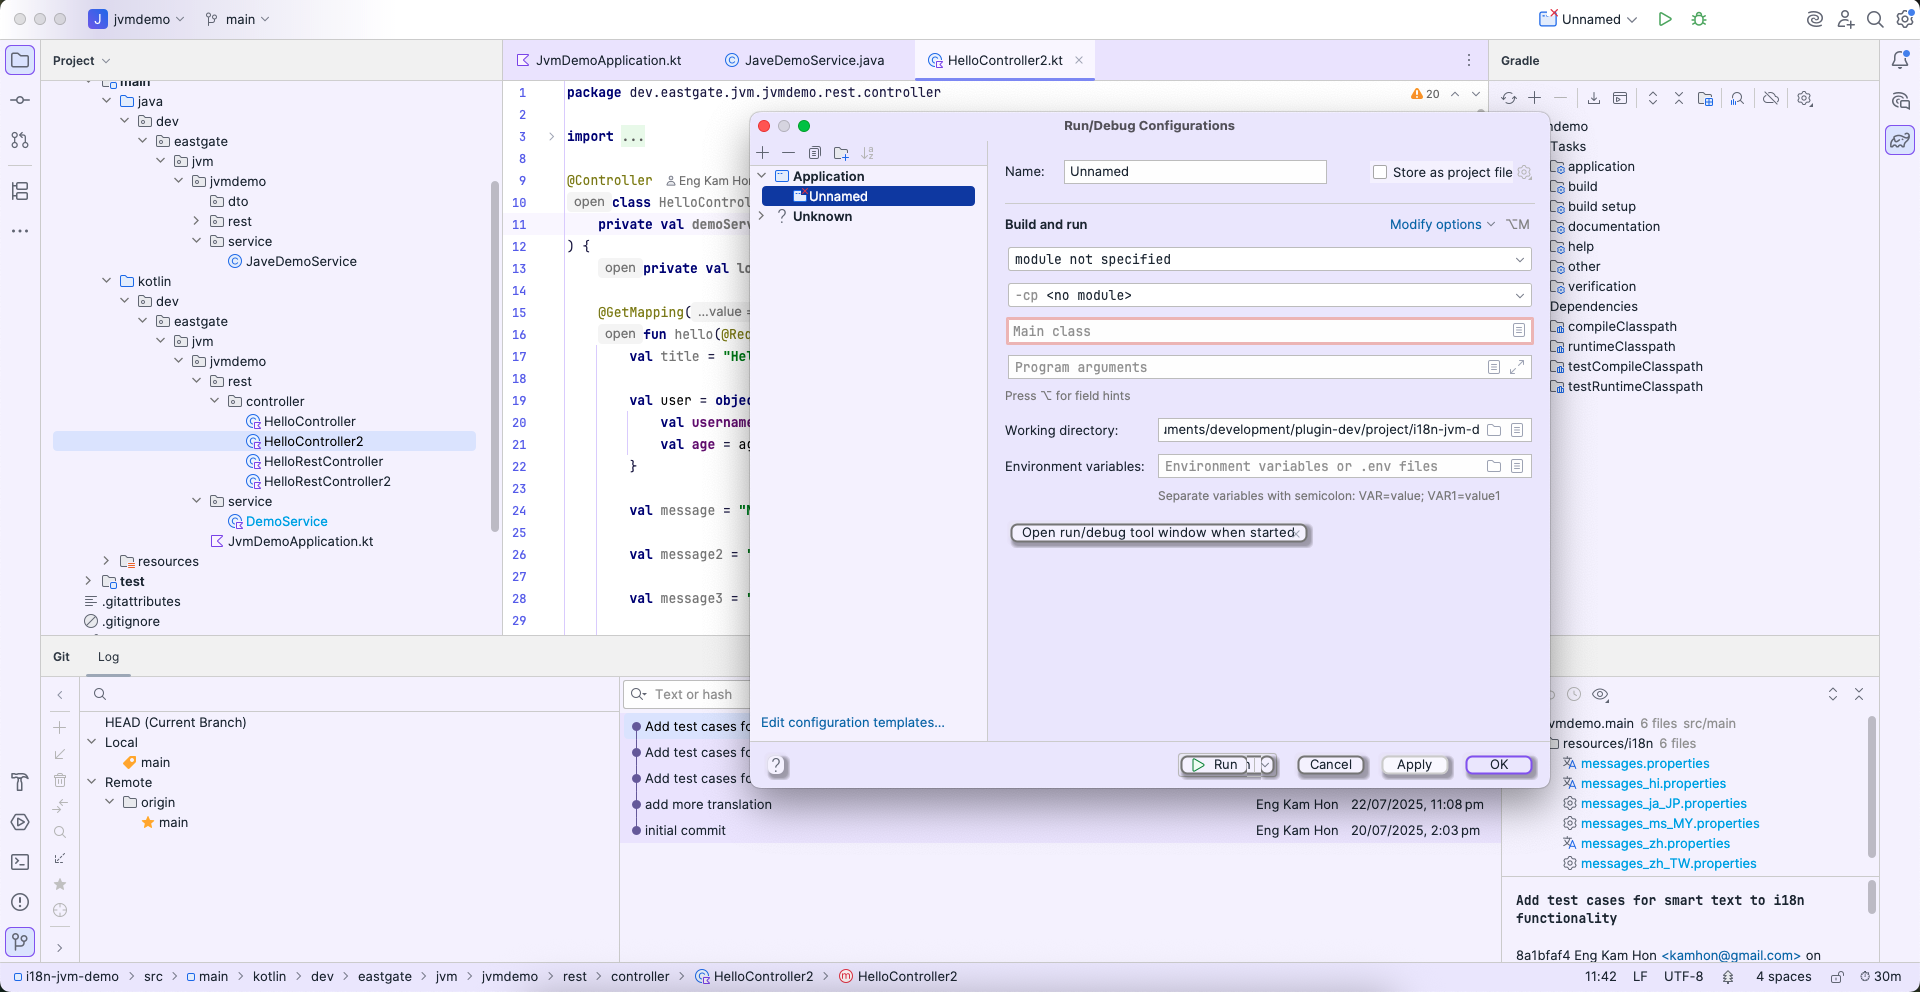 J jvmdemo main Unnamed
Project
main
java
dev
eastgate
jvm
jvmdemo
dto
rest
service
JaveDemoService
kotlin
dev
eastgate
jvm
jvmdemo
rest
controller
HelloController
HelloController2
HelloRestController
HelloRestController2
service
DemoService
JvmDemoApplication.kt
resources
test
.gitattributes
.gitignore
JvmDemoApplication.kt JaveDemoService.java HelloController2.kt
1 package dev.eastgate.jvm.jvmdemo.rest.controller
20
2
3 import ...
8
9 @Controller Eng Kam Hon
10 open class HelloControl
11 private val demoServ
12 ) {
13 open private val lo
14
15 @GetMapping( ...value =
16 open fun hello(@Req
17 val title = "Hel
18
19 val user = objec
20 val username
21 val age = ag
22 }
23
24 val message = "M
25
26 val message2 = "
27
28 val message3 = "
29
Run/Debug Configurations
Application
Unnamed
? Unknown
Edit configuration templates...
Name: Unnamed Store as project file
Build and run Modify options ⌥M
module not specified
-cp <no module>
Main class
Program arguments
Press ⌥ for field hints
Working directory: uments/development/plugin-dev/project/i18n-jvm-d
Environment variables: Environment variables or .env files
Separate variables with semicolon: VAR=value; VAR1=value1
Open run/debug tool window when started
? Run Cancel Apply OK
Gradle
demo
Tasks
application
build
build setup
documentation
help
other
verification
Dependencies
compileClasspath
runtimeClasspath
testCompileClasspath
testRuntimeClasspath
Git Log
HEAD (Current Branch)
Local
main
Remote
origin
main
Text or hash
Add test cases fo
Add test cases fo
Add test cases fo
add more translation Eng Kam Hon 22/07/2025, 11:08 pm
initial commit Eng Kam Hon 20/07/2025, 2:03 pm
vmdemo.main 6 files src/main
resources/i18n 6 files
messages.properties
messages_hi.properties
messages_ja_JP.properties
messages_ms_MY.properties
messages_zh.properties
messages_zh_TW.properties
Add test cases for smart text to i18n
functionality
8a1bfaf4 Eng Kam Hon <kamhon@gmail.com> on
i18n-jvm-demo src main kotlin dev eastgate jvm jvmdemo rest controller HelloController2 HelloController2
11:42 LF UTF-8 4 spaces 30m